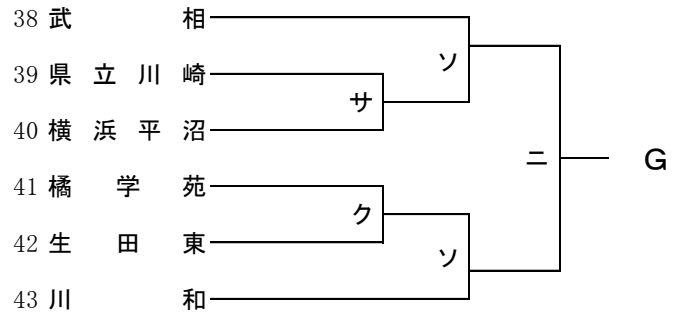 38 武相
ソ
39 県立川崎
サ
40 横浜平沼
ニ G
41 橘学苑
ク
42 生田東
ソ
43 川和